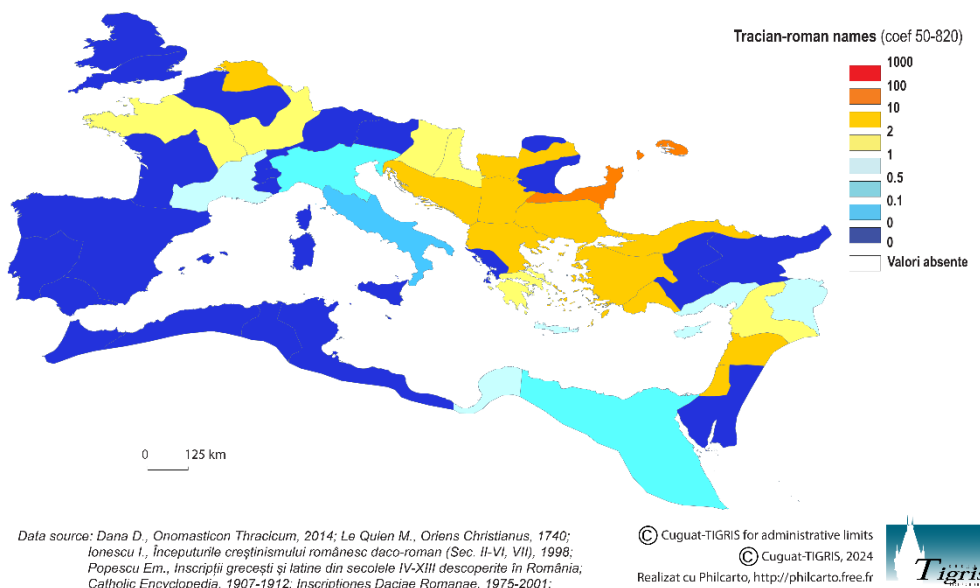 Tracian-roman names (coef 50-820)
1000
100
10
2
1
0.5
0.1
0
0
Valori absente
0 125 km
Data source: Dana D., Onomasticon Thracicum, 2014; Le Quien M., Oriens Christianus, 1740;
Ionescu I., Începuturile creştinismului românesc daco-roman (Sec. II-VI, VII), 1998;
Popescu Em., Inscripţii greceşti şi latine din secolele IV-XIII descoperite în România;
Catholic Encyclopedia, 1907-1912; Inscriptiones Daciae Romanae, 1975-2001;
© Cuguat-TIGRIS for administrative limits
© Cuguat-TIGRIS, 2024
Realizat cu Philcarto, http://philcarto.free.fr
Tigris